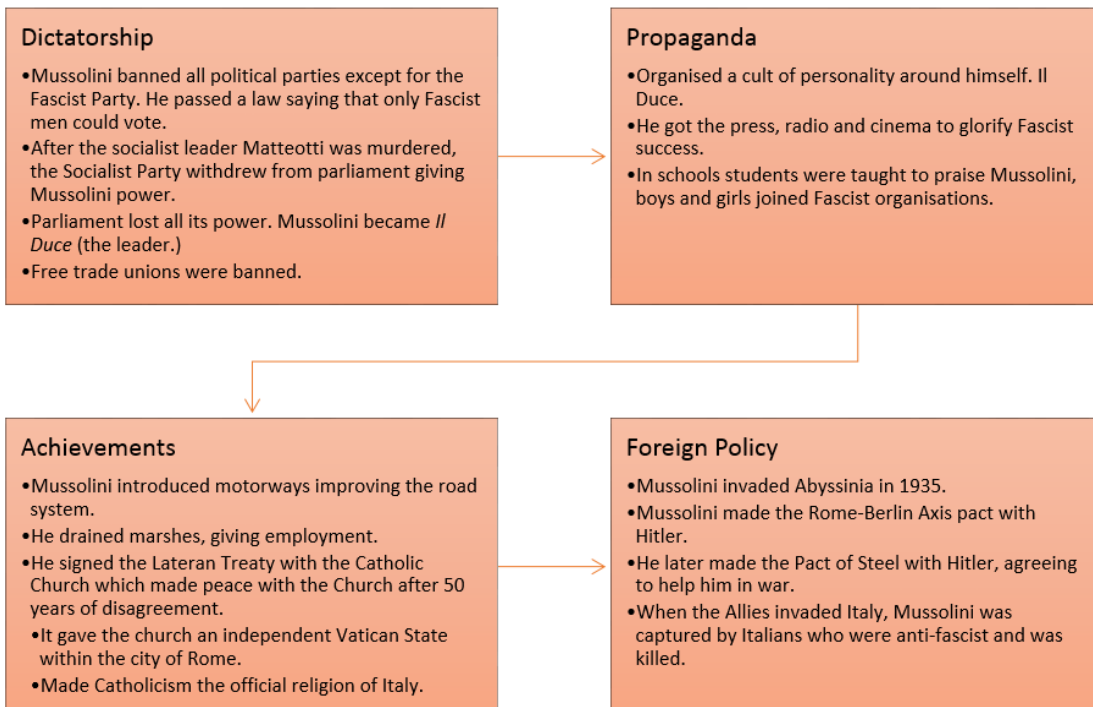 Dictatorship
•Mussolini banned all political parties except for the
Fascist Party. He passed a law saying that only Fascist
men could vote.
•After the socialist leader Matteotti was murdered,
the Socialist Party withdrew from parliament giving
Mussolini power.
•Parliament lost all its power. Mussolini became Il
Duce (the leader.)
•Free trade unions were banned.
Propaganda
•Organised a cult of personality around himself. Il
Duce.
•He got the press, radio and cinema to glorify Fascist
success.
•In schools students were taught to praise Mussolini,
boys and girls joined Fascist organisations.
Achievements
•Mussolini introduced motorways improving the road
system.
•He drained marshes, giving employment.
•He signed the Lateran Treaty with the Catholic
Church which made peace with the Church after 50
years of disagreement.
•It gave the church an independent Vatican State
within the city of Rome.
•Made Catholicism the official religion of Italy.
Foreign Policy
•Mussolini invaded Abyssinia in 1935.
•Mussolini made the Rome-Berlin Axis pact with
Hitler.
•He later made the Pact of Steel with Hitler, agreeing
to help him in war.
•When the Allies invaded Italy, Mussolini was
captured by Italians who were anti-fascist and was
killed.